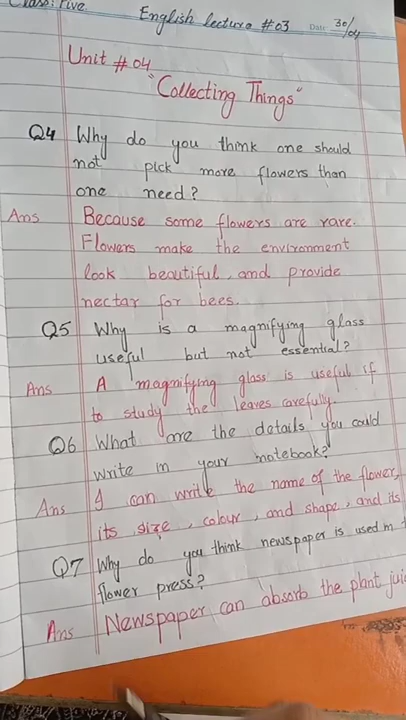 Class: Five
English lecture #03 Date: 30/04
Unit #04
"Collecting Things"
Q4 Why do you think one should
not pick more flowers than
one need?
Ans Because some flowers are rare.
Flowers make the environment
look beautiful, and provide
nectar for bees.
Q5 Why is a magnifying glass
useful but not essential?
Ans A magnifying glass is useful if
to study the leaves carefully.
Q6 What are the details you could
write in your notebook?
Ans I can write the name of the flower,
its size, colour, and shape, and its
Q7 Why do you think newspaper is used in
flower press?
Ans Newspaper can absorb the plant